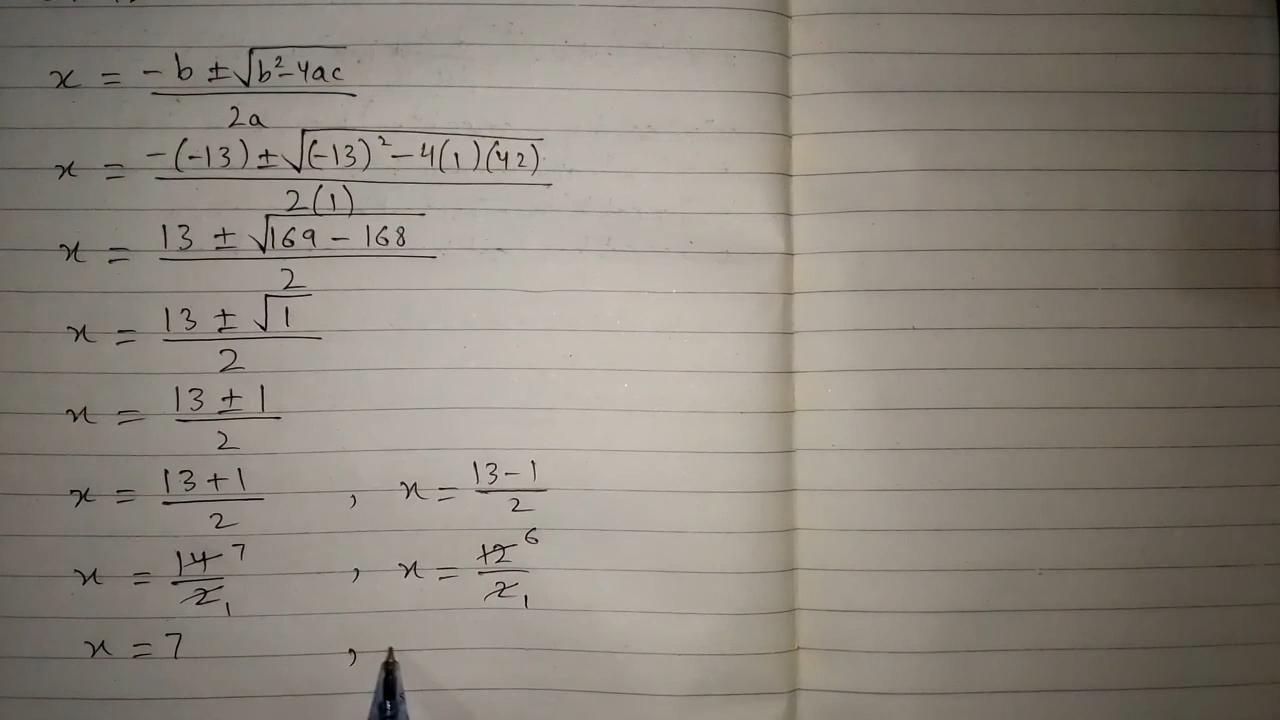 x = (-b ± √(b² - 4ac)) / 2a
x = (-(-13) ± √((-13)² - 4(1)(42))) / 2(1)
x = (13 ± √(169 - 168)) / 2
x = (13 ± √1) / 2
x = (13 ± 1) / 2
x = (13 + 1) / 2 , x = (13 - 1) / 2
x = 14 7 / 2 1 , x = 12 6 / 2 1
x = 7 ,